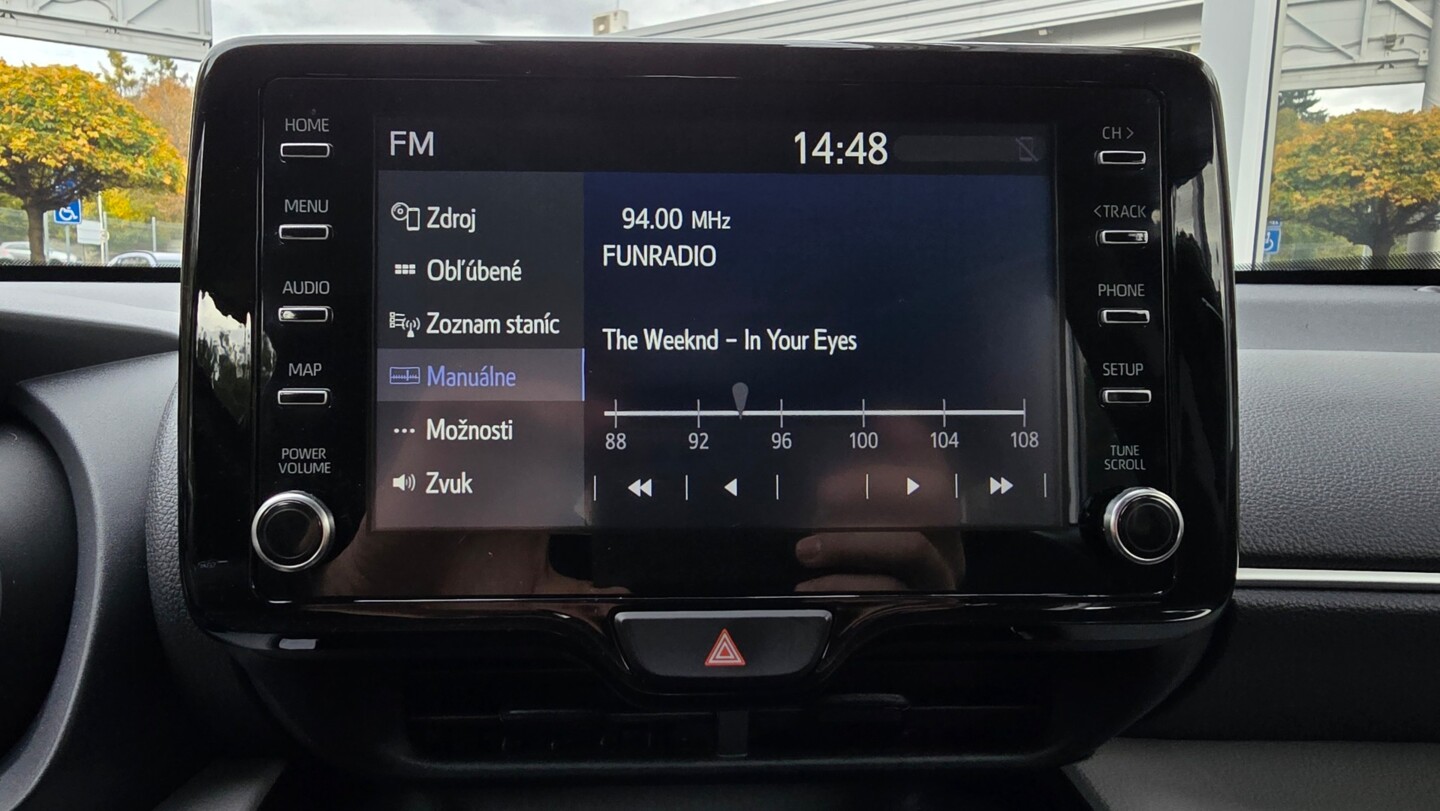 HOME
MENU
AUDIO
MAP
POWER
VOLUME
FM
14:48
Zdroj
Obľúbené
Zoznam staníc
Manuálne
Možnosti
Zvuk
94.00 MHz
FUNRADIO
The Weeknd – In Your Eyes
88 92 96 100 104 108
CH >
<TRACK
PHONE
SETUP
TUNE
SCROLL